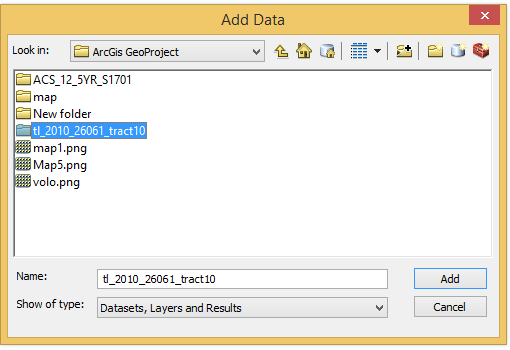 Add Data
Look in: ArcGis GeoProject
ACS_12_5YR_S1701
map
New folder
tl_2010_26061_tract10
map1.png
Map5.png
volo.png
Name: tl_2010_26061_tract10 Add
Show of type: Datasets, Layers and Results Cancel